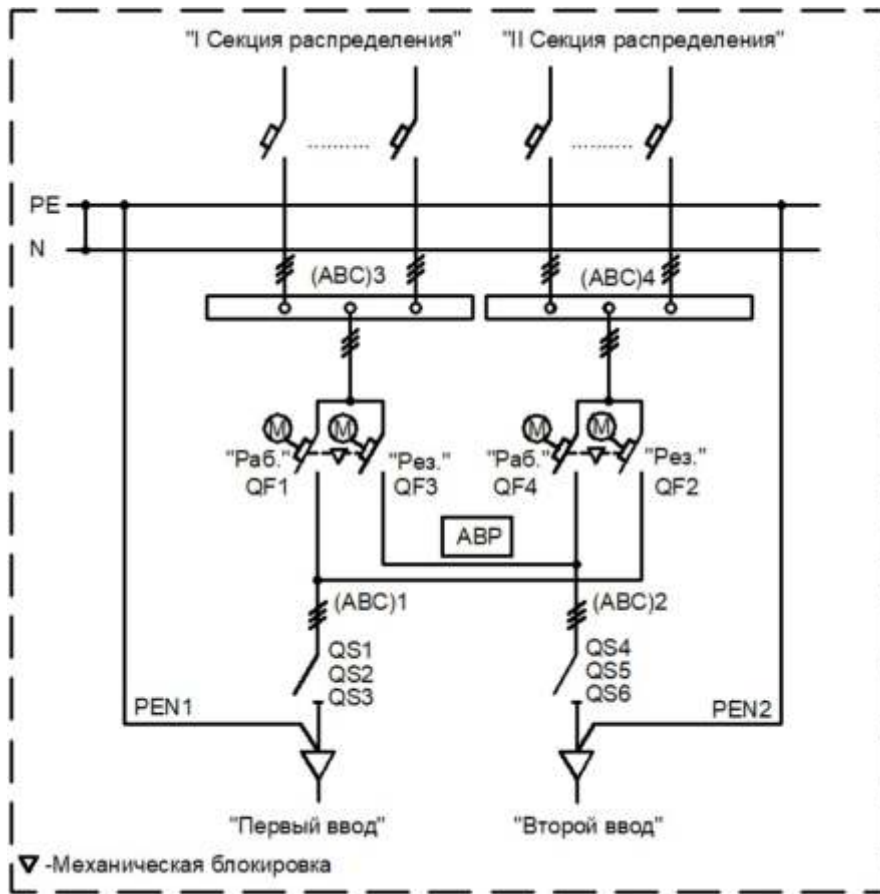 "I Секция распределения" "II Секция распределения"
PE
N
(ABC)3 (ABC)4
M M M M
"Раб." "Рез." "Раб." "Рез."
QF1 QF3 QF4 QF2
АВР
(ABC)1 (ABC)2
QS1 QS4
QS2 QS5
QS3 QS6
PEN1 PEN2
"Первый ввод" "Второй ввод"
-Механическая блокировка